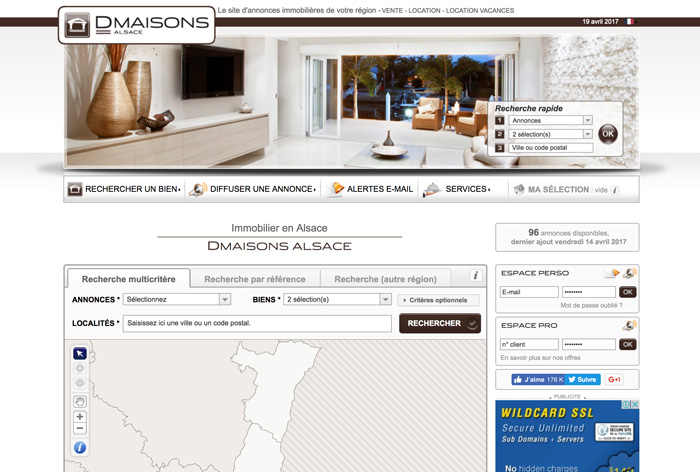 DMAISONS
ALSACE
Le site d'annonces immobilières de votre région - VENTE - LOCATION - LOCATION VACANCES
19 avril 2017
Recherche rapide
1 Annonces
2 2 sélection(s)
3 Ville ou code postal
OK
RECHERCHER UN BIEN
DIFFUSER UNE ANNONCE
ALERTES E-MAIL
SERVICES
MA SÉLECTION : vide i
Immobilier en Alsace
DMAISONS ALSACE
96 annonces disponibles,
dernier ajout vendredi 14 avril 2017
Recherche multicritère
Recherche par référence
Recherche (autre région)
i
ANNONCES * Sélectionnez
BIENS * 2 sélection(s)
Critères optionnels
LOCALITÉS * Saisissez ici une ville ou un code postal.
RECHERCHER
i
ESPACE PERSO
E-mail
•••••••• OK
Mot de passe oublié ?
ESPACE PRO
n° client
•••••••• OK
En savoir plus sur nos offres
J'aime 176 K
Suivre
G+1
PUBLICITE
WILDCARD SSL
Secure Unlimited
Sub Domains + Servers
SECURE SITE
No hidden charges